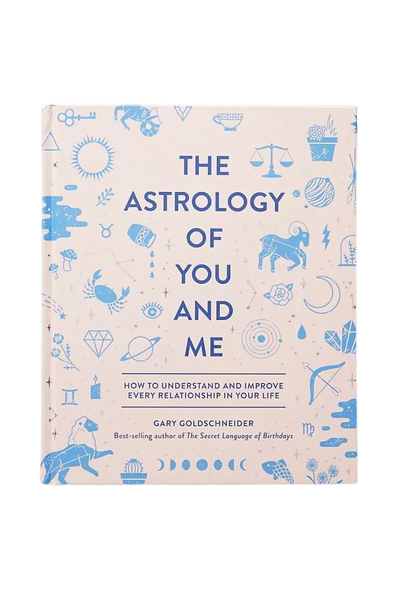 THE
ASTROLOGY
OF
YOU
AND
ME
HOW TO UNDERSTAND AND IMPROVE
EVERY RELATIONSHIP IN YOUR LIFE
GARY GOLDSCHNEIDER
Best-selling author of The Secret Language of Birthdays